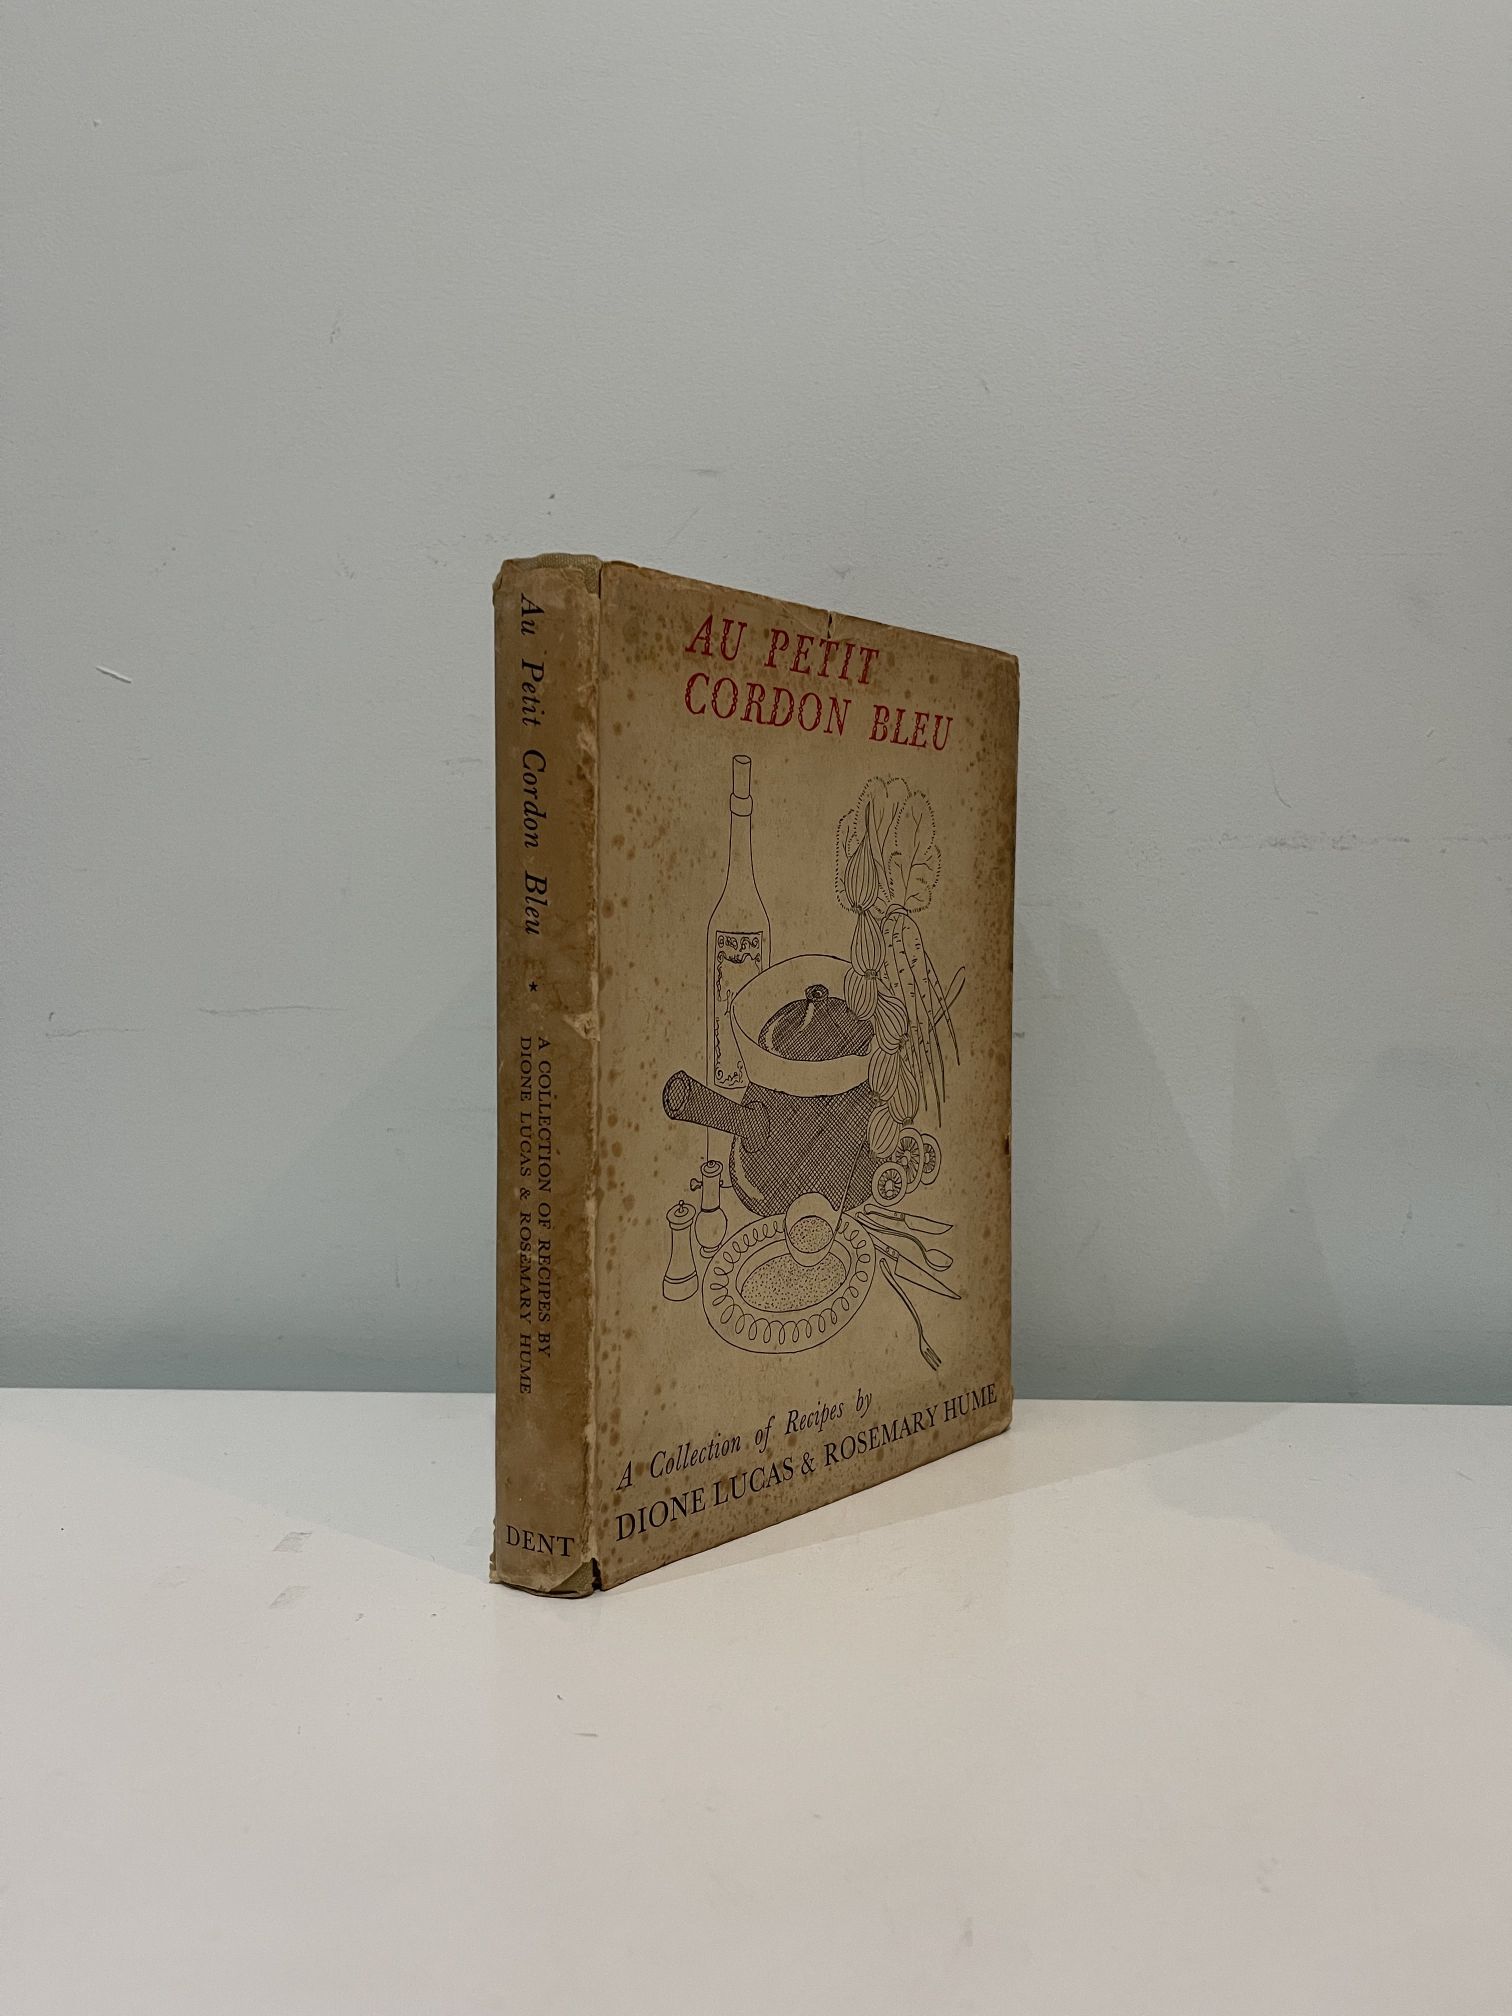 Au Petit Cordon Bleu * A COLLECTION OF RECIPES BY
DIONE LUCAS & ROSEMARY HUME
DENT
AU PETIT
CORDON BLEU
A Collection of Recipes by
DIONE LUCAS & ROSEMARY HUME